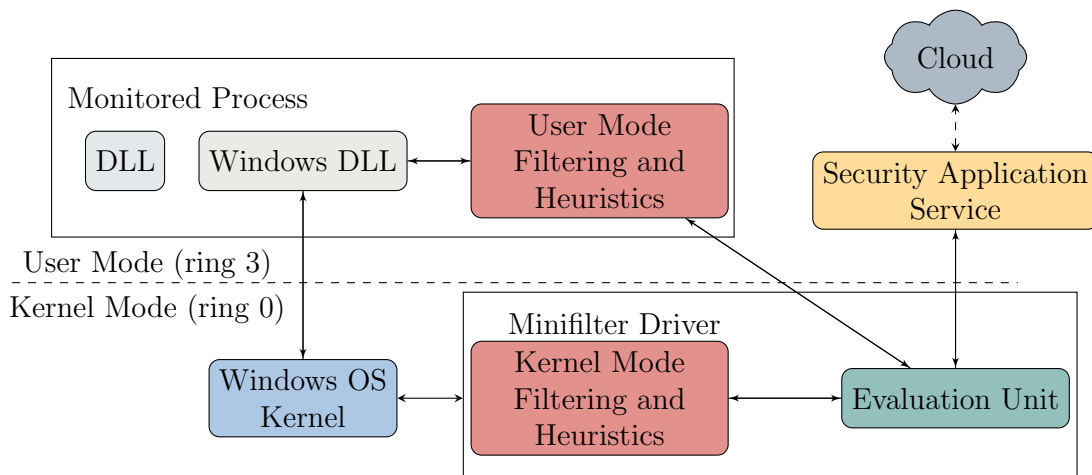 Cloud
Monitored Process
DLL
Windows DLL
User Mode
Filtering and
Heuristics
Security Application
Service
User Mode (ring 3)
Kernel Mode (ring 0)
Minifilter Driver
Windows OS
Kernel
Kernel Mode
Filtering and
Heuristics
Evaluation Unit